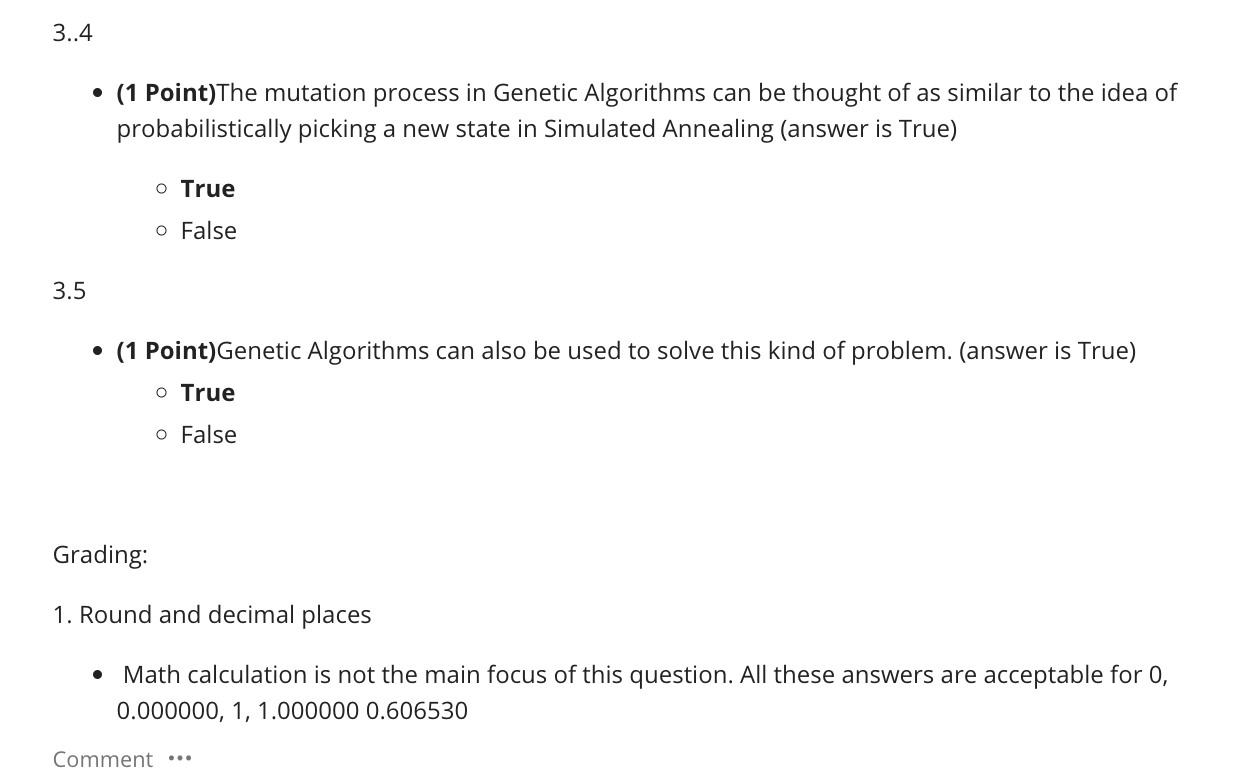 3..4
• (1 Point)The mutation process in Genetic Algorithms can be thought of as similar to the idea of
probabilistically picking a new state in Simulated Annealing (answer is True)
○ True
○ False
3.5
• (1 Point)Genetic Algorithms can also be used to solve this kind of problem. (answer is True)
○ True
○ False
Grading:
1. Round and decimal places
• Math calculation is not the main focus of this question. All these answers are acceptable for 0,
0.000000, 1, 1.000000 0.606530
Comment •••